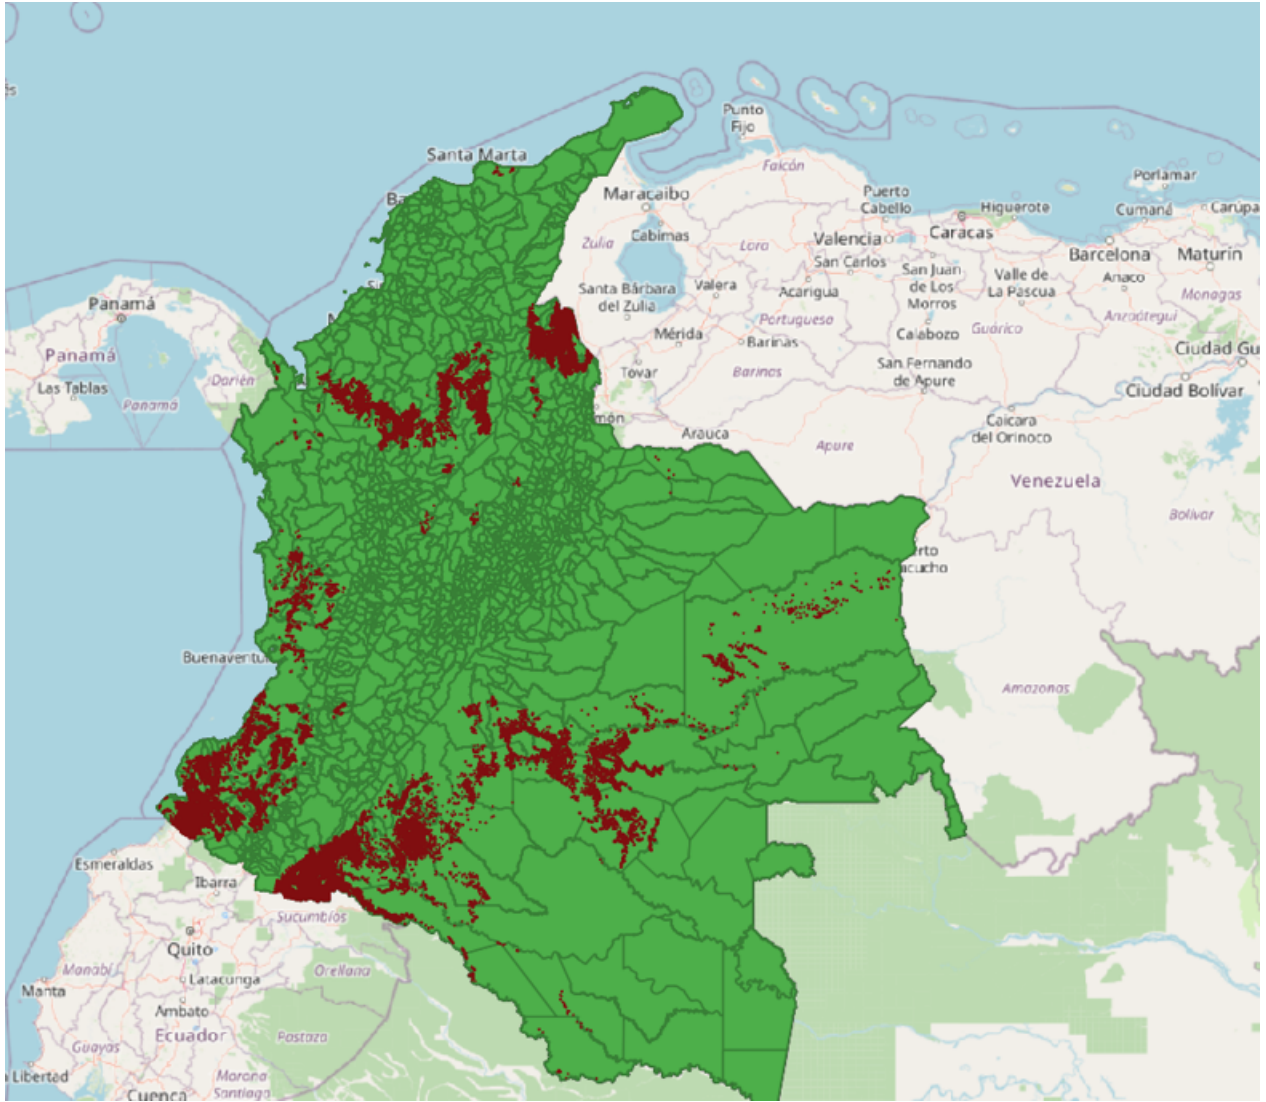 Punto
Fijo
Santa Marta
Falcón
Maracaibo
Puerto
Cabello
Higuerote
Porlamar
Cumaná
Carúpa
Cabimas
Zulia
Lara
Valencia
Caracas
Barcelona
Maturín
San Carlos
San Juan
de Los
Morros
Valle de
La Pascua
Anaco
Santa Bárbara
del Zulia
Valera
Acarigua
Monagas
Panamá
Portuguesa
Guárico
Anzoátegui
Calabozo
Mérida
Barinas
Ciudad Gu
Panamá
Tovar
Barinas
San Fernando
de Apure
Darién
Las Tablas
Panamá
Ciudad Bolívar
món
Arauca
Apure
Caicara
del Orinoco
Venezuela
Bolívar
erto
acucho
Buenaventu
Amazonas
Esmeraldas
Ibarra
Sucumbíos
Quito
Manabí
Orellana
Latacunga
Manta
Ambato
Ecuador
Pastaza
Guayas
Libertad
Morona
Santiago
Cuenca